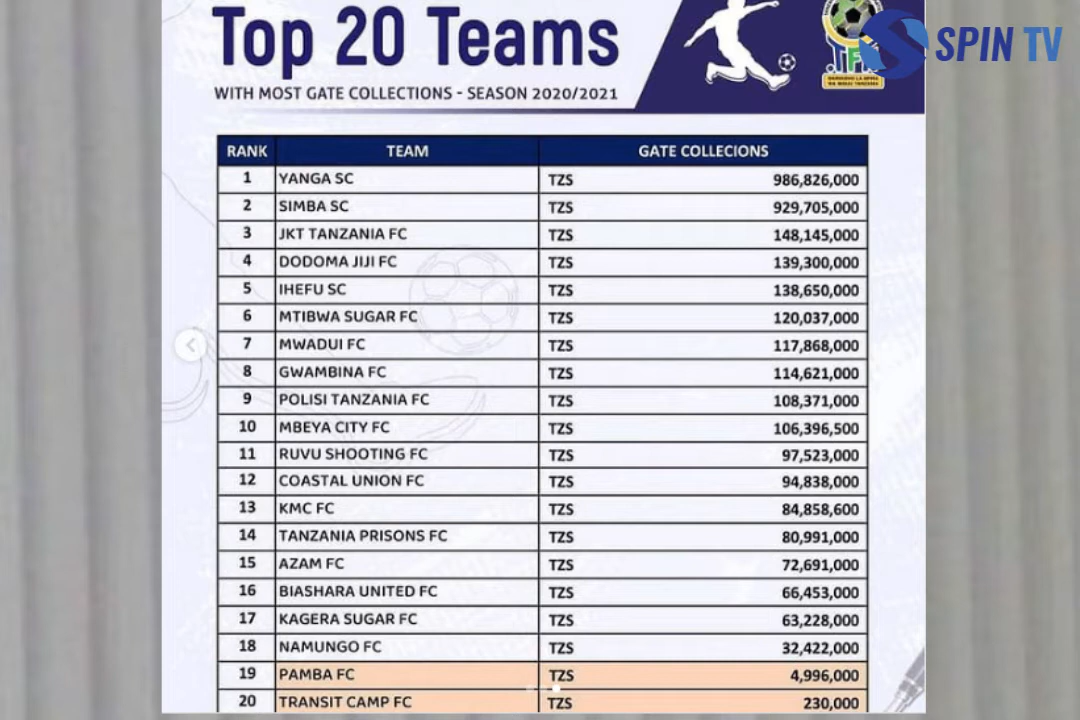 Top 20 Teams
SPIN TV
WITH MOST GATE COLLECTIONS - SEASON 2020/2021
RANK TEAM GATE COLLECIONS
1 YANGA SC TZS 986,826,000
2 SIMBA SC TZS 929,705,000
3 JKT TANZANIA FC TZS 148,145,000
4 DODOMA JIJI FC TZS 139,300,000
5 IHEFU SC TZS 138,650,000
6 MTIBWA SUGAR FC TZS 120,037,000
7 MWADUI FC TZS 117,868,000
8 GWAMBINA FC TZS 114,621,000
9 POLISI TANZANIA FC TZS 108,371,000
10 MBEYA CITY FC TZS 106,396,500
11 RUVU SHOOTING FC TZS 97,523,000
12 COASTAL UNION FC TZS 94,838,000
13 KMC FC TZS 84,858,600
14 TANZANIA PRISONS FC TZS 80,991,000
15 AZAM FC TZS 72,691,000
16 BIASHARA UNITED FC TZS 66,453,000
17 KAGERA SUGAR FC TZS 63,228,000
18 NAMUNGO FC TZS 32,422,000
19 PAMBA FC TZS 4,996,000
20 TRANSIT CAMP FC TZS 230,000